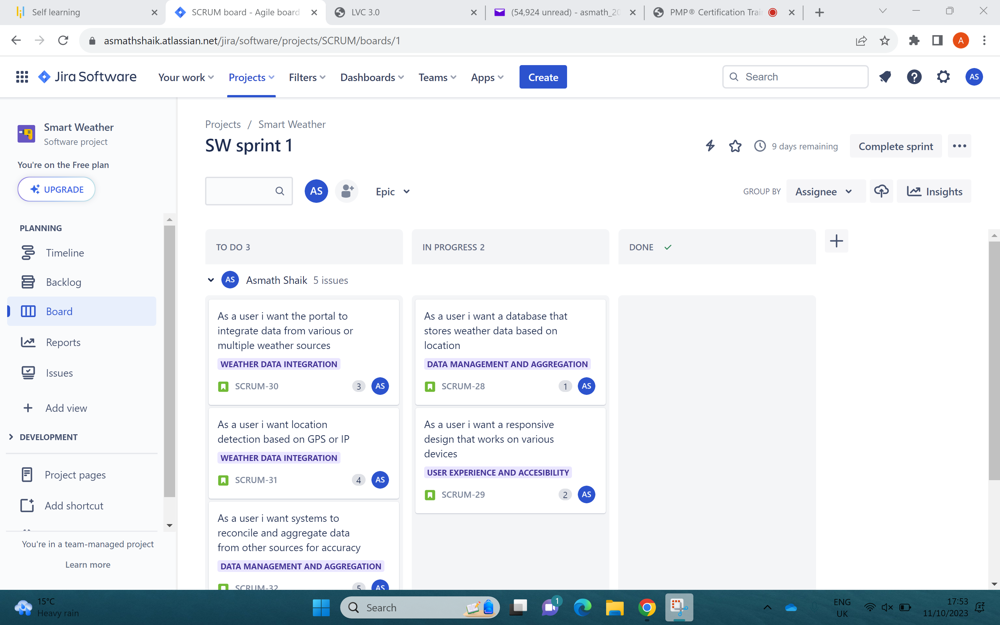 Self learning
SCRUM board - Agile board
LVC 3.0
(54,924 unread) - asmath_20
PMP® Certification Trai
asmathshaik.atlassian.net/jira/software/projects/SCRUM/boards/1
A
Jira Software
Your work
Projects
Filters
Dashboards
Teams
Apps
Create
Search
AS
Smart Weather
Software project
You're on the Free plan
UPGRADE
PLANNING
Timeline
Backlog
Board
Reports
Issues
Add view
DEVELOPMENT
Project pages
Add shortcut
You're in a team-managed project
Learn more
Projects / Smart Weather
SW sprint 1
9 days remaining
Complete sprint
AS
Epic
GROUP BY
Assignee
Insights
TO DO 3
IN PROGRESS 2
DONE
AS
Asmath Shaik 5 issues
As a user i want the portal to
integrate data from various or
multiple weather sources
WEATHER DATA INTEGRATION
SCRUM-30
3
AS
As a user i want location
detection based on GPS or IP
WEATHER DATA INTEGRATION
SCRUM-31
4
AS
As a user i want systems to
reconcile and aggregate data
from other sources for accuracy
DATA MANAGEMENT AND AGGREGATION
SCRUM-32
5
AS
As a user i want a database that
stores weather data based on
location
DATA MANAGEMENT AND AGGREGATION
SCRUM-28
1
AS
As a user i want a responsive
design that works on various
devices
USER EXPERIENCE AND ACCESIBILITY
SCRUM-29
2
AS
15°C
Heavy rain
Search
1
ENG
UK
17:53
11/10/2023